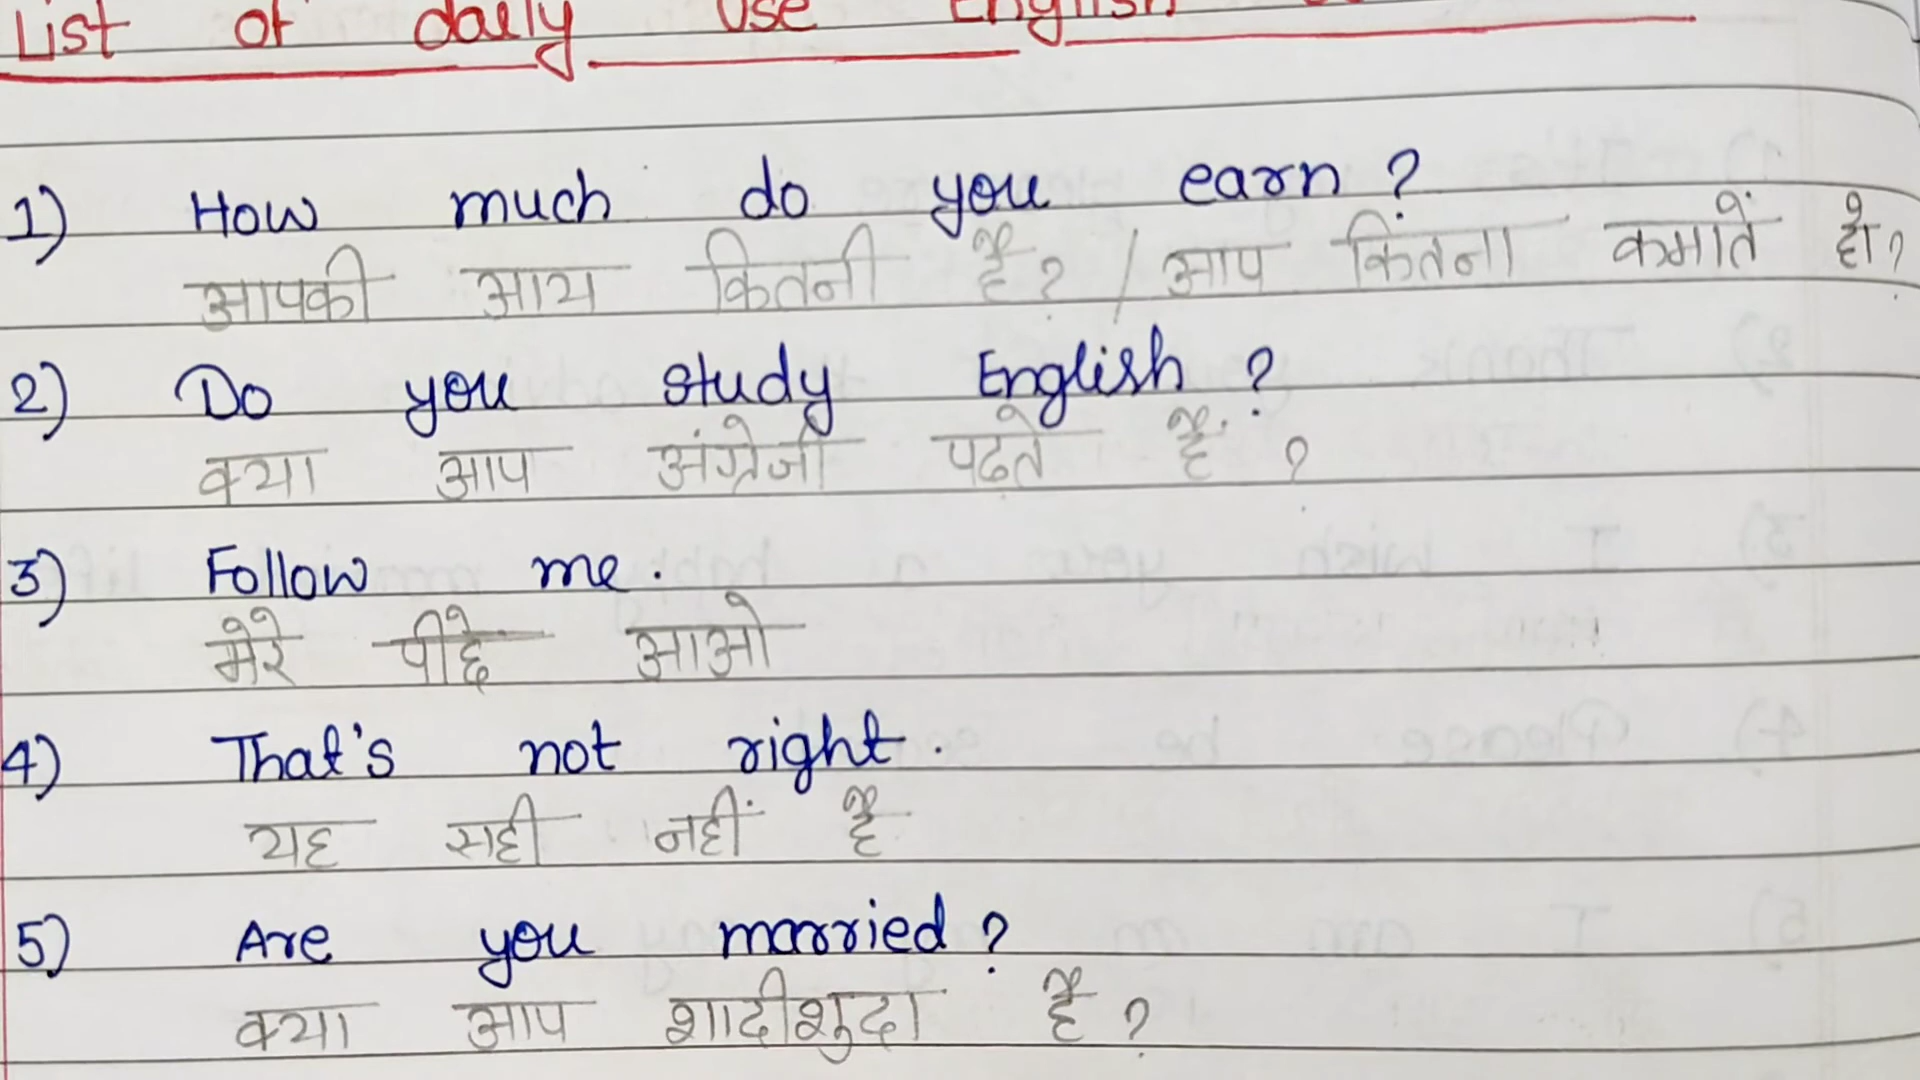 List of daily use English
1) How much do you earn?
आपकी आय कितनी है? / आप कितना कमाते हो?
2) Do you study English?
क्या आप अंग्रेजी पढते हैं?
3) Follow me.
मेरे पीछे आओ
4) That's not right.
यह सही नहीं है
5) Are you married?
क्या आप शादीशुदा है?